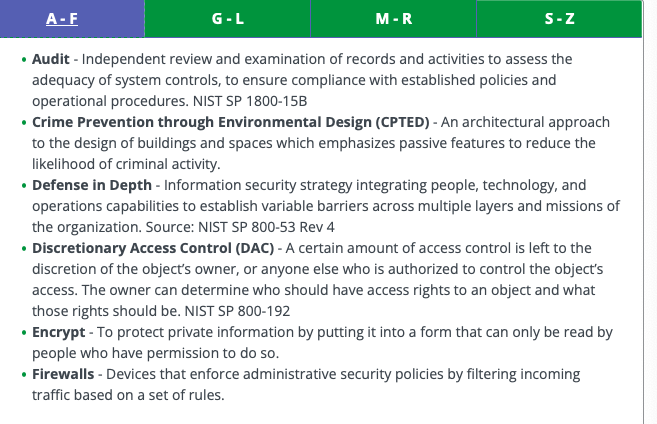 A - F
G - L
M - R
S - Z
• Audit - Independent review and examination of records and activities to assess the
adequacy of system controls, to ensure compliance with established policies and
operational procedures. NIST SP 1800-15B
• Crime Prevention through Environmental Design (CPTED) - An architectural approach
to the design of buildings and spaces which emphasizes passive features to reduce the
likelihood of criminal activity.
• Defense in Depth - Information security strategy integrating people, technology, and
operations capabilities to establish variable barriers across multiple layers and missions of
the organization. Source: NIST SP 800-53 Rev 4
• Discretionary Access Control (DAC) - A certain amount of access control is left to the
discretion of the object’s owner, or anyone else who is authorized to control the object’s
access. The owner can determine who should have access rights to an object and what
those rights should be. NIST SP 800-192
• Encrypt - To protect private information by putting it into a form that can only be read by
people who have permission to do so.
• Firewalls - Devices that enforce administrative security policies by filtering incoming
traffic based on a set of rules.